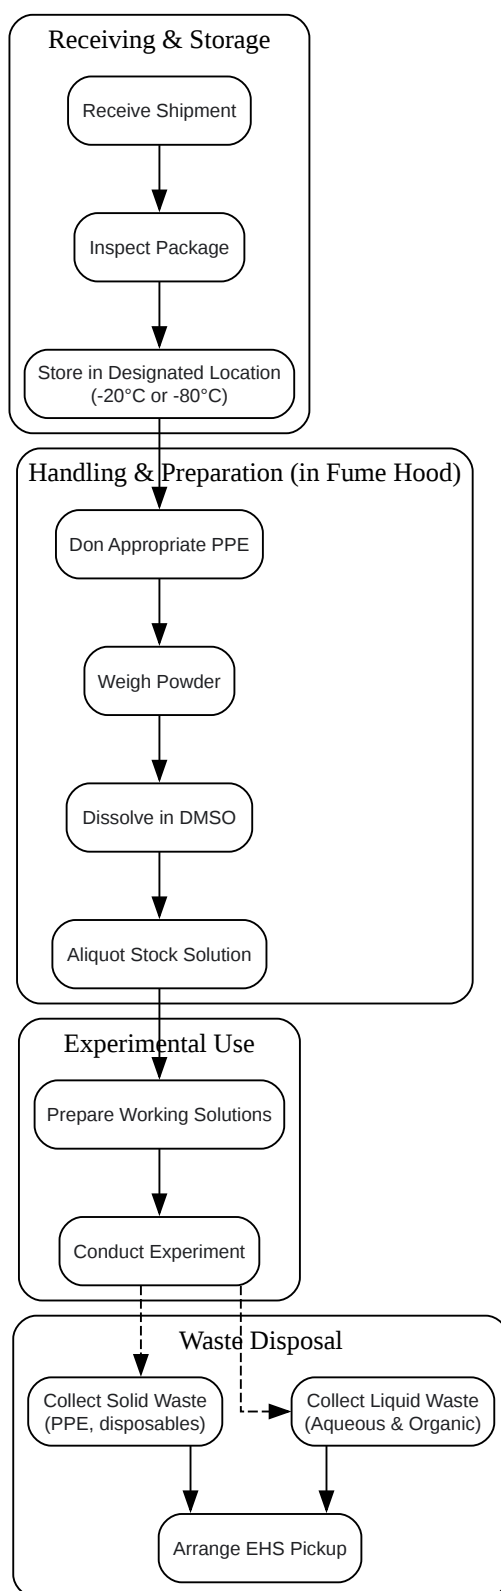 Receiving & Storage
Receive Shipment
Inspect Package
Store in Designated Location
(-20°C or -80°C)
Handling & Preparation (in Fume Hood)
Don Appropriate PPE
Weigh Powder
Dissolve in DMSO
Aliquot Stock Solution
Experimental Use
Prepare Working Solutions
Conduct Experiment
Waste Disposal
Collect Solid Waste
(PPE, disposables)
Collect Liquid Waste
(Aqueous & Organic)
Arrange EHS Pickup